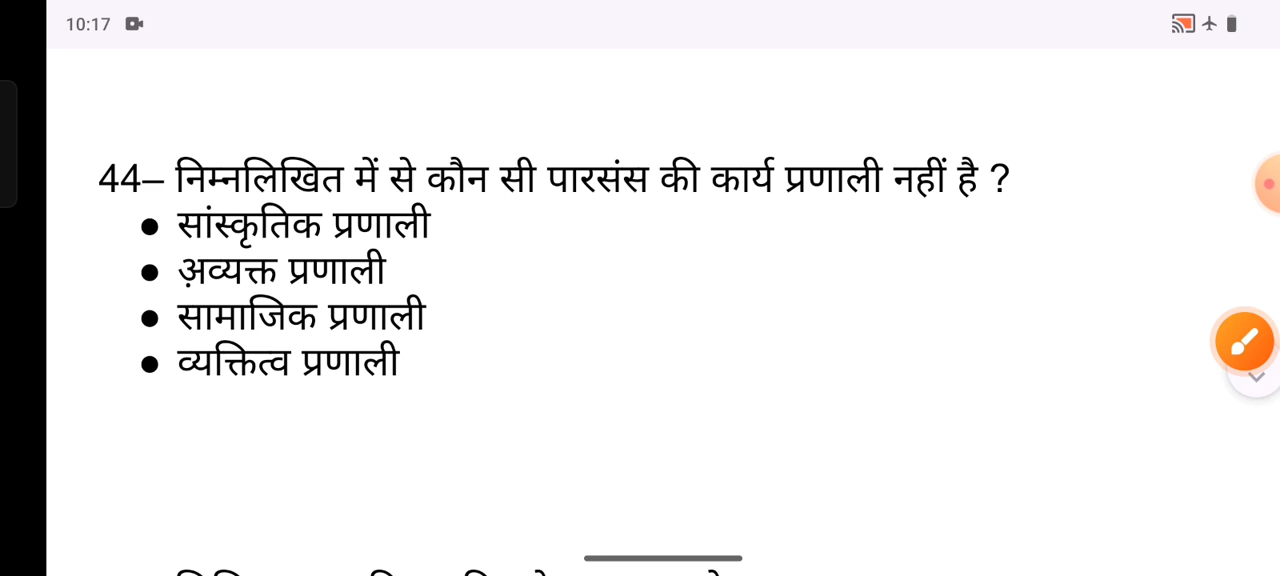 10:17
44– निम्नलिखित में से कौन सी पारसंस की कार्य प्रणाली नहीं है ?
● सांस्कृतिक प्रणाली
● अ़व्यक्त प्रणाली
● सामाजिक प्रणाली
● व्यक्तित्व प्रणाली